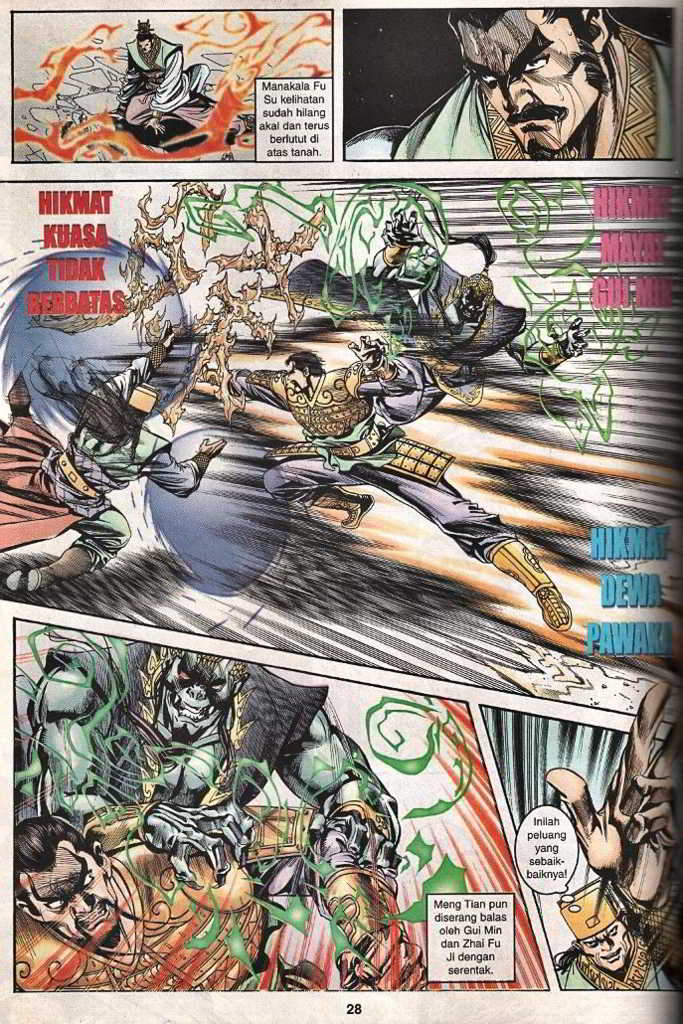 Manakala Fu
Su kelihatan
sudah hilang
akal dan terus
berlutut di
atas tanah.
HIKMAT
KUASA
TIDAK
BERBATAS
HIKMAT
MAYAT
GUI MIN
HIKMAT
DEWA
PAWAKA
Meng Tian pun
diserang balas
oleh Gui Min
dan Zhai Fu
Ji dengan
serentak.
Inilah
peluang
yang
sebaik-
baiknya!
28